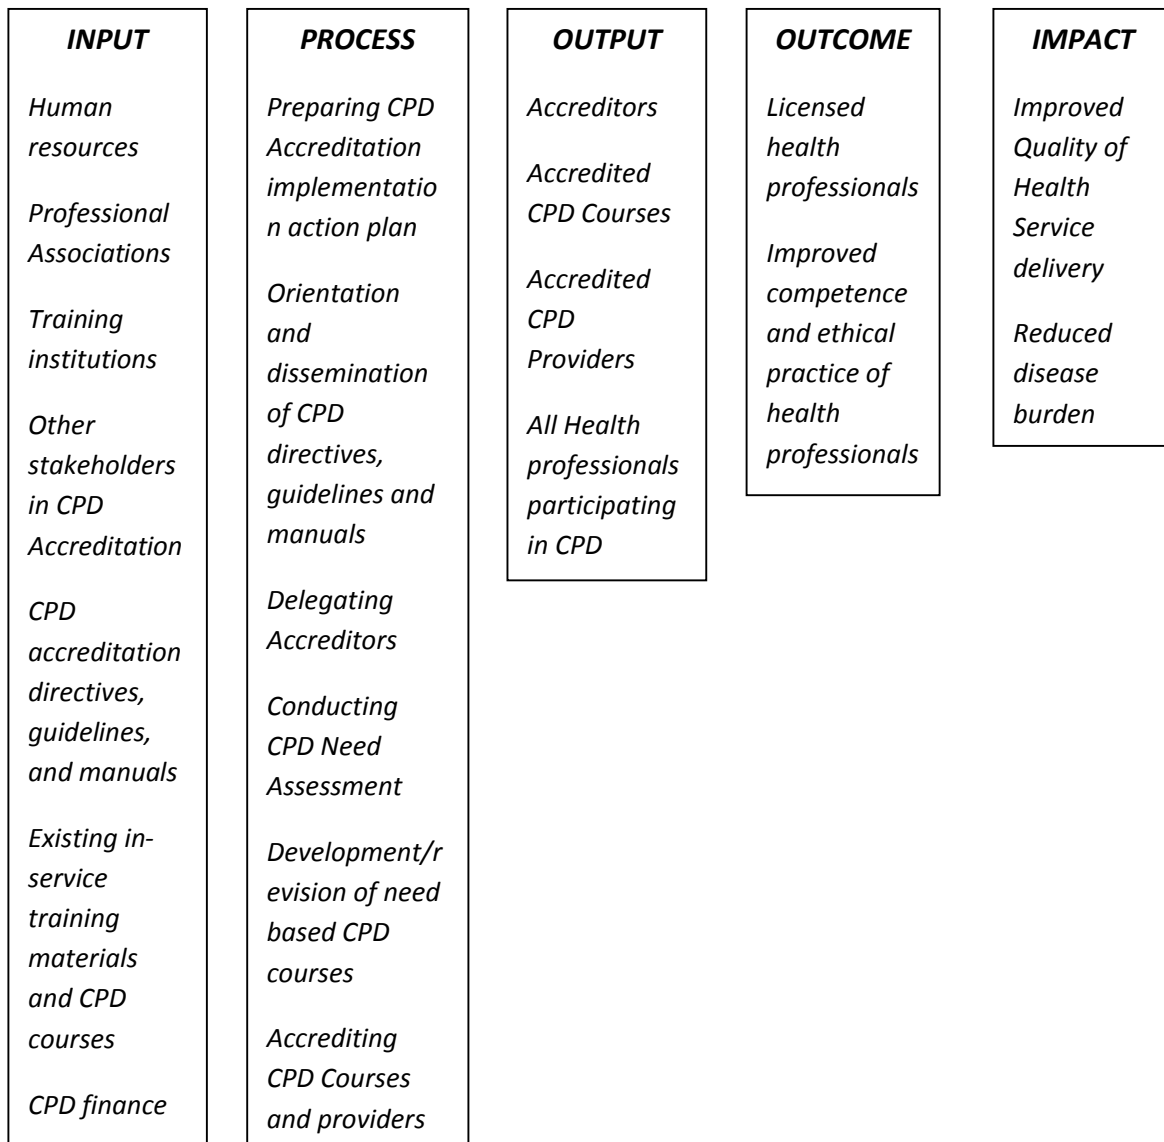 INPUT
Human
resources
Professional
Associations
Training
institutions
Other
stakeholders
in CPD
Accreditation
CPD
accreditation
directives,
guidelines,
and manuals
Existing in-
service
training
materials
and CPD
courses
CPD finance
PROCESS
Preparing CPD
Accreditation
implementatio
n action plan
Orientation
and
dissemination
of CPD
directives,
guidelines and
manuals
Delegating
Accreditors
Conducting
CPD Need
Assessment
Development/r
evision of need
based CPD
courses
Accrediting
CPD Courses
and providers
OUTPUT
Accreditors
Accredited
CPD Courses
Accredited
CPD
Providers
All Health
professionals
participating
in CPD
OUTCOME
Licensed
health
professionals
Improved
competence
and ethical
practice of
health
professionals
IMPACT
Improved
Quality of
Health
Service
delivery
Reduced
disease
burden